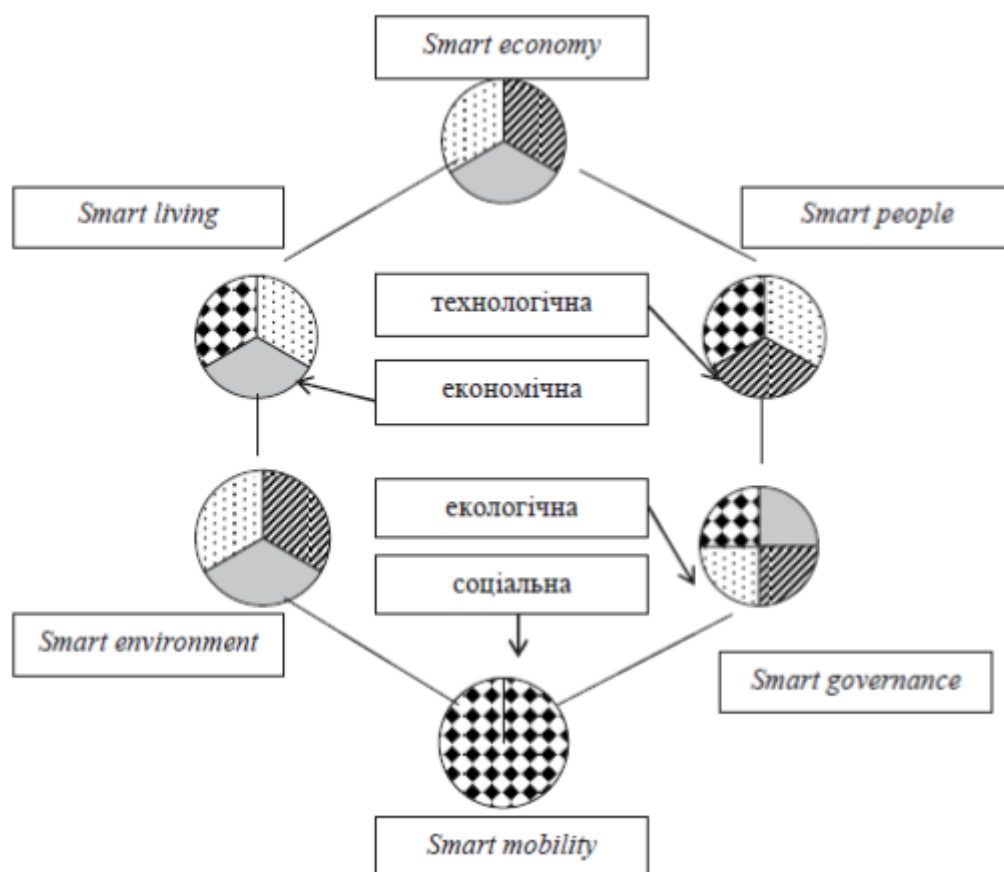 Smart economy
Smart living
Smart people
технологічна
економічна
екологічна
соціальна
Smart environment
Smart governance
Smart mobility